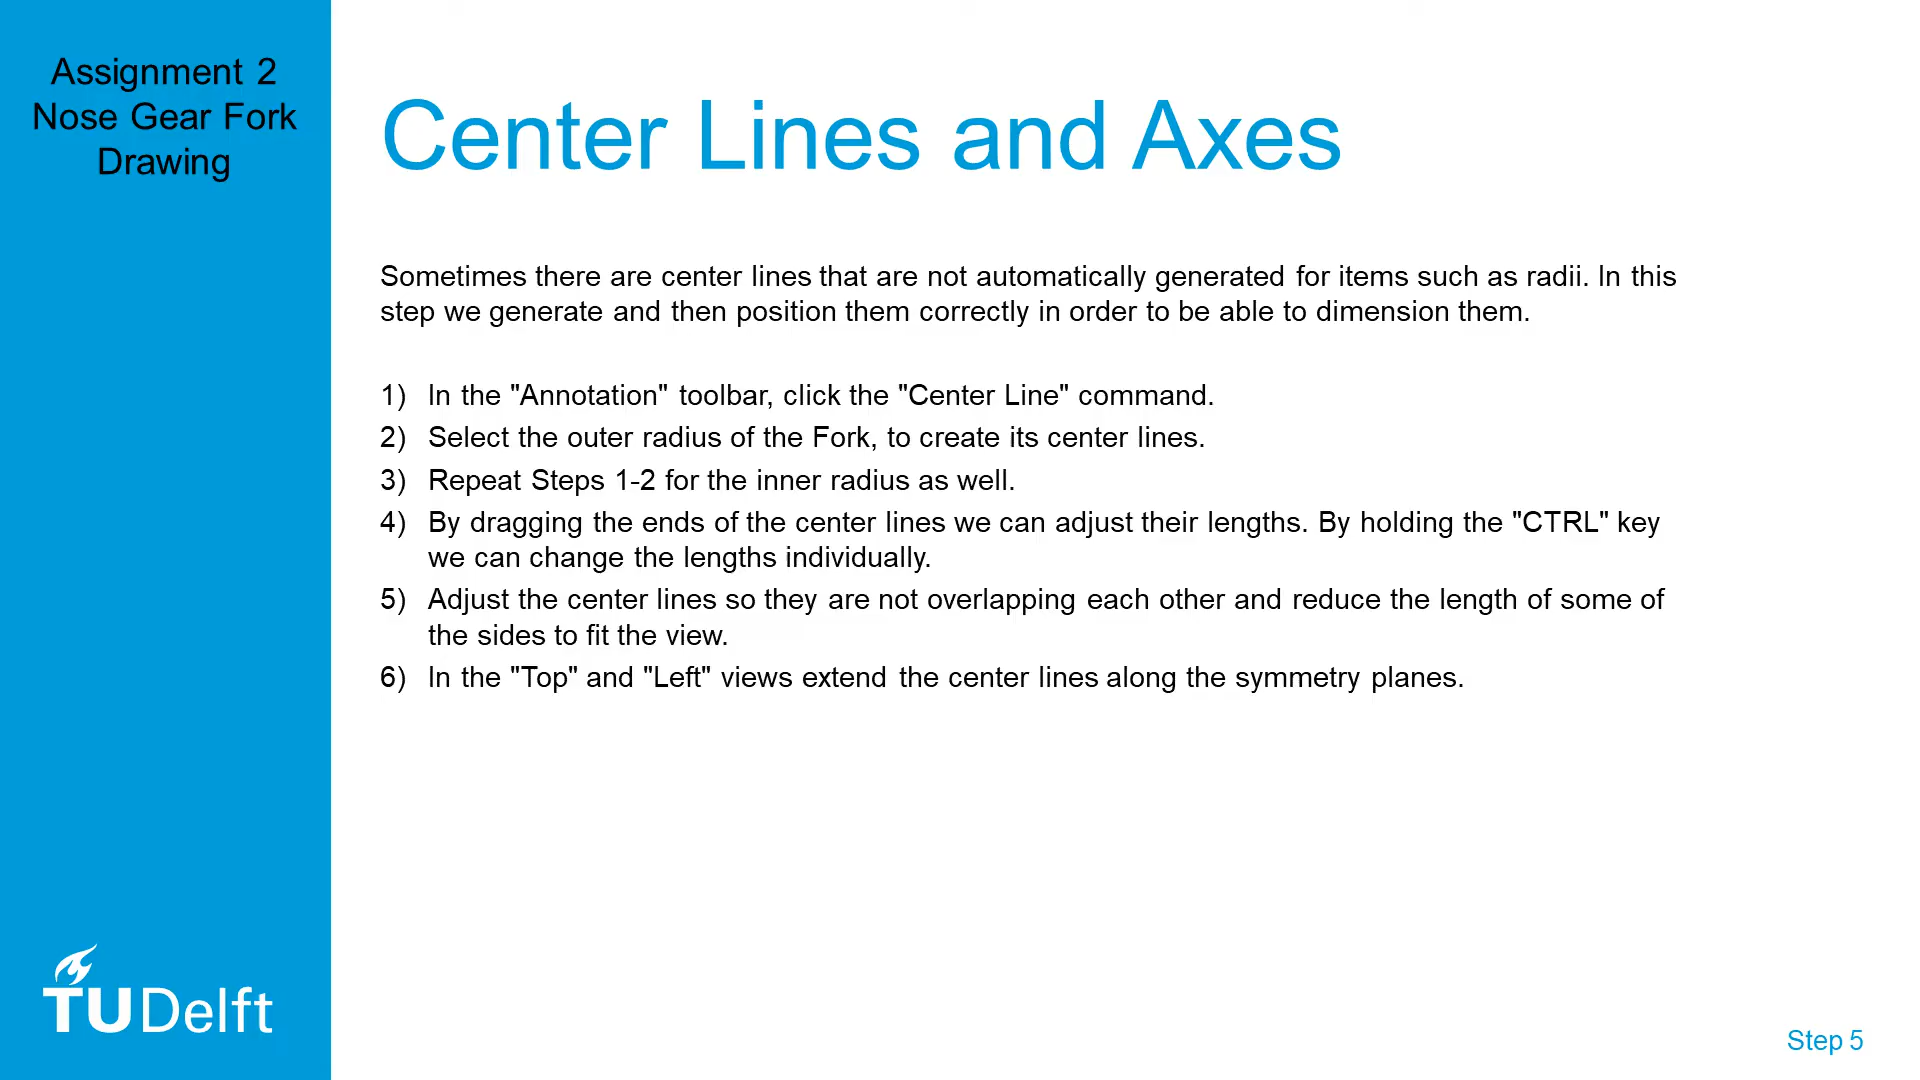 Assignment 2
Nose Gear Fork
Drawing
Center Lines and Axes
Sometimes there are center lines that are not automatically generated for items such as radii. In this
step we generate and then position them correctly in order to be able to dimension them.
1) In the "Annotation" toolbar, click the "Center Line" command.
2) Select the outer radius of the Fork, to create its center lines.
3) Repeat Steps 1-2 for the inner radius as well.
4) By dragging the ends of the center lines we can adjust their lengths. By holding the "CTRL" key
we can change the lengths individually.
5) Adjust the center lines so they are not overlapping each other and reduce the length of some of
the sides to fit the view.
6) In the "Top" and "Left" views extend the center lines along the symmetry planes.
TUDelft
Step 5